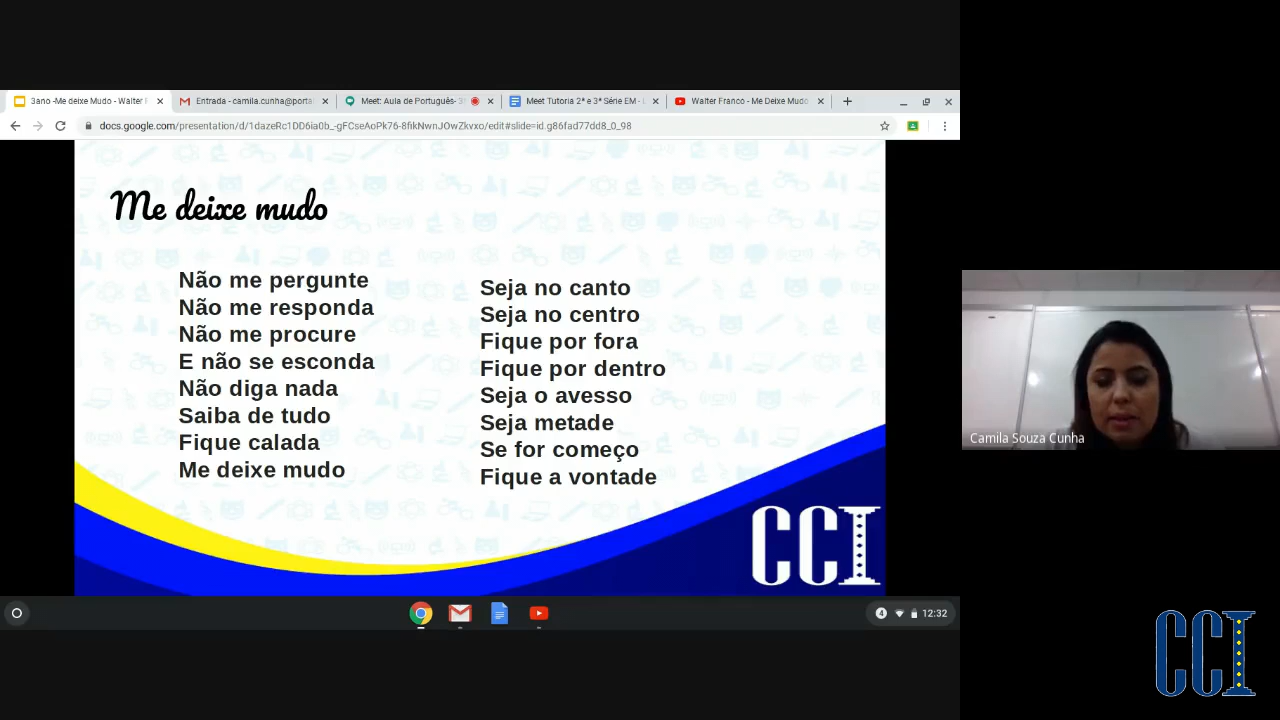 3ano -Me deixe Mudo - Walter
Entrada - camila.cunha@portal
Meet: Aula de Português- 3
Meet Tutoria 2ª e 3ª Série EM -
Walter Franco - Me Deixe Mudo
docs.google.com/presentation/d/1dazeRc1DD6ia0b_-gFCseAoPk76-8fikNwnJOwZkvxo/edit#slide=id.g86fad77dd8_0_98
Me deixe mudo
Não me pergunte
Não me responda
Não me procure
E não se esconda
Não diga nada
Saiba de tudo
Fique calada
Me deixe mudo
Seja no canto
Seja no centro
Fique por fora
Fique por dentro
Seja o avesso
Seja metade
Se for começo
Fique a vontade
CCI
4 12:32
Camila Souza Cunha
CCI